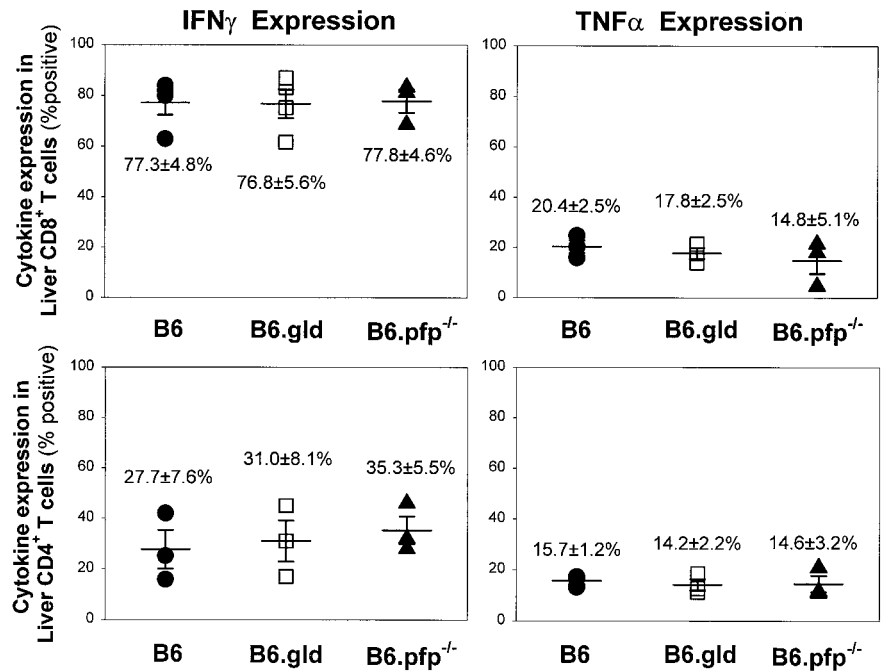 IFNγ Expression
TNFα Expression
Cytokine expression in
Liver CD8+ T cells (%positive)
100
80
60
40
20
0
77.3±4.8%
76.8±5.6%
77.8±4.6%
B6
B6.gld
B6.pfp-/-
100
80
60
40
20
0
20.4±2.5%
17.8±2.5%
14.8±5.1%
B6
B6.gld
B6.pfp-/-
Cytokine expression in
Liver CD4+ T cells (% positive)
100
80
60
40
20
0
27.7±7.6%
31.0±8.1%
35.3±5.5%
B6
B6.gld
B6.pfp-/-
100
80
60
40
20
0
15.7±1.2%
14.2±2.2%
14.6±3.2%
B6
B6.gld
B6.pfp-/-